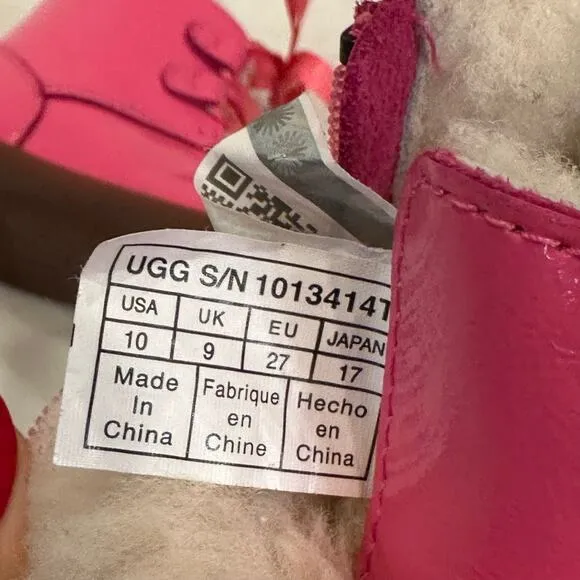 UGG S/N 1013414T
USA UK EU JAPAN
10 9 27 17
Made Fabrique Hecho
In en en
China Chine China